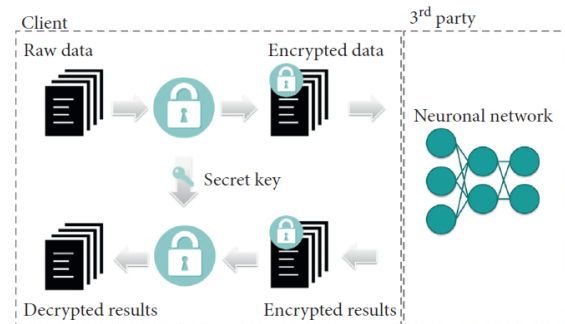 Client
3rd party
Raw data
Encrypted data
Neuronal network
Secret key
Decrypted results
Encrypted results